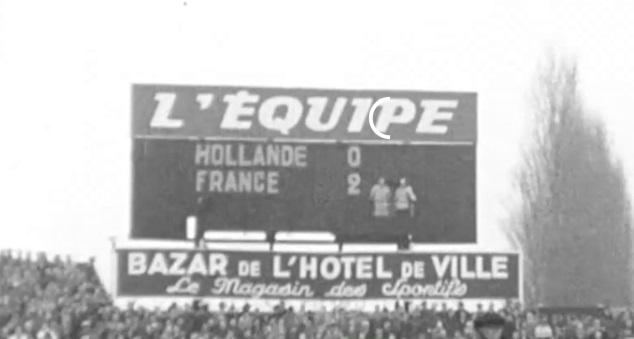 L'ÉQUIPE
HOLLANDE 0
FRANCE 2
BAZAR DE L'HOTEL DE VILLE
Le Magasin des Sportifs